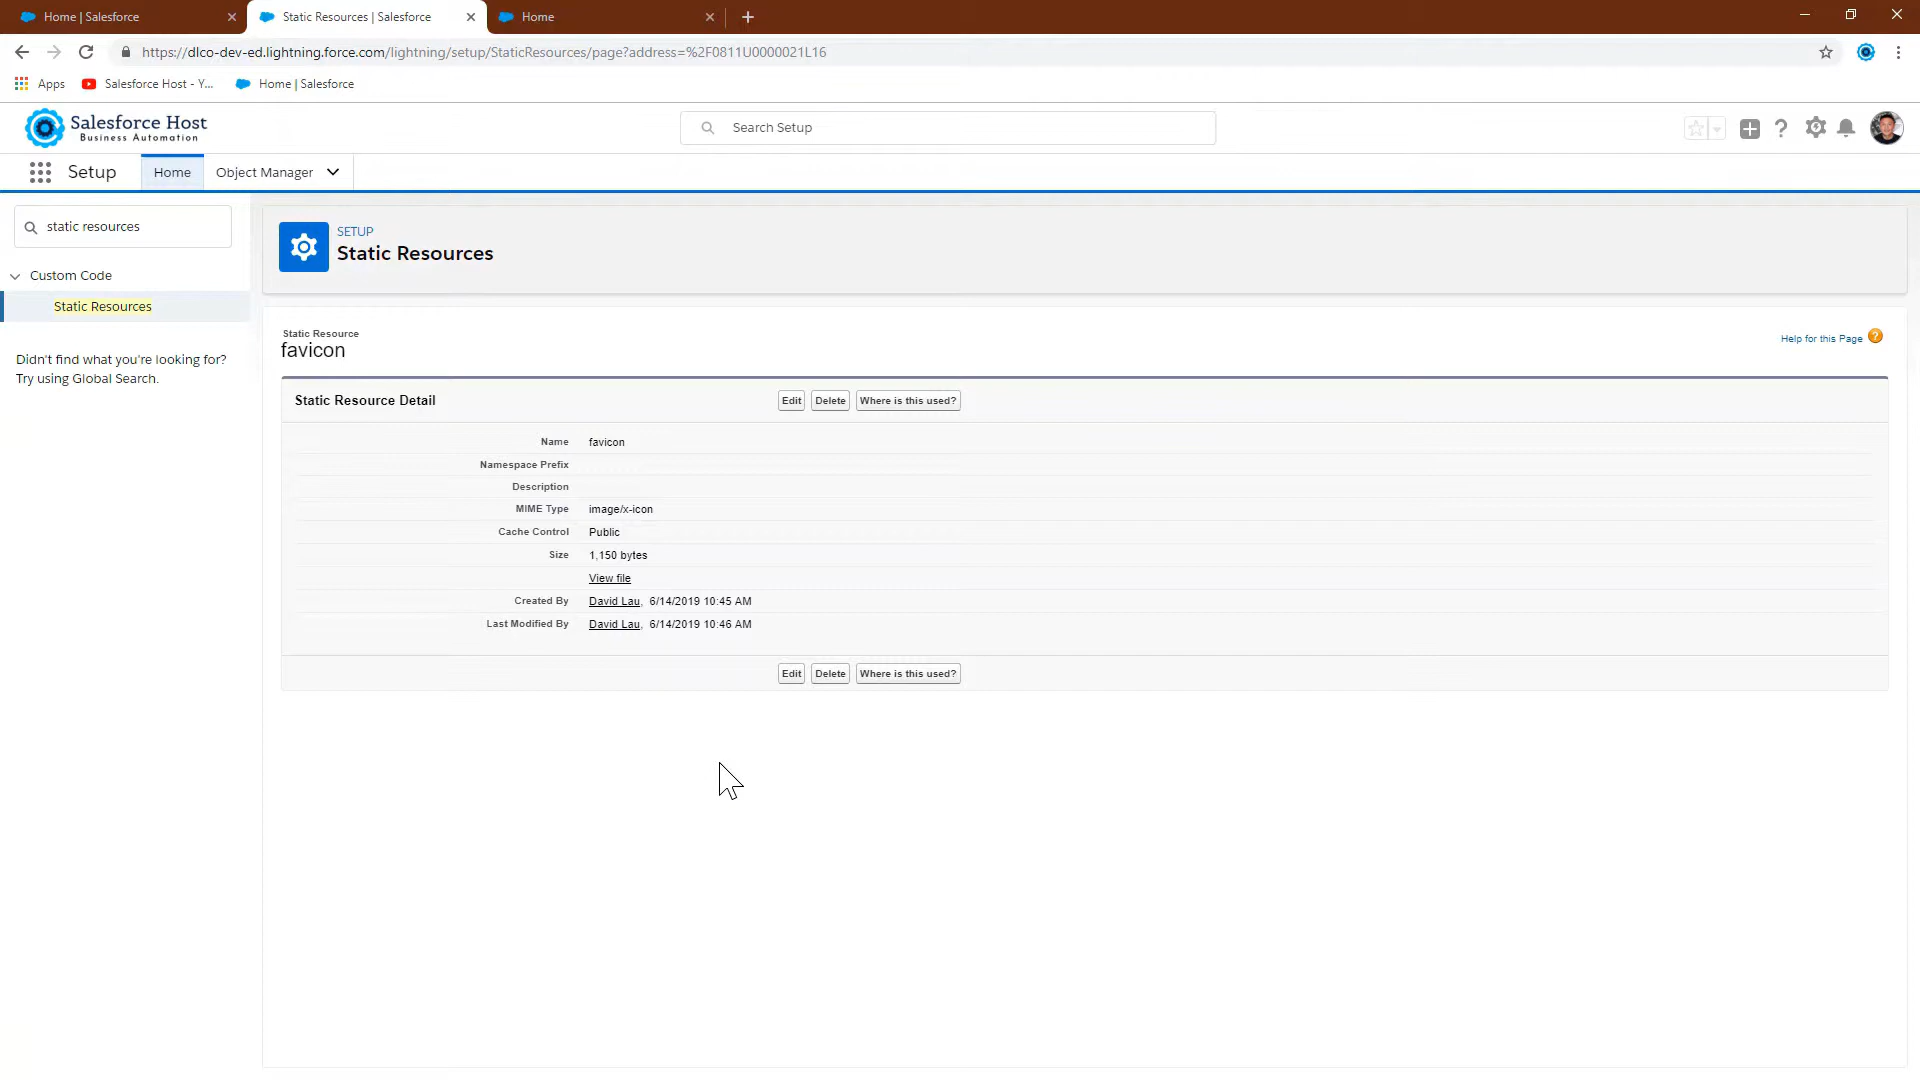 Home | Salesforce
Static Resources | Salesforce
Home
https://dlco-dev-ed.lightning.force.com/lightning/setup/StaticResources/page?address=%2F0811U0000021L16
Apps
Salesforce Host - Y...
Home | Salesforce
Salesforce Host
Business Automation
Search Setup
Setup
Home
Object Manager
static resources
Custom Code
Static Resources
Didn't find what you're looking for?
Try using Global Search.
SETUP
Static Resources
Static Resource
favicon
Help for this Page ?
Static Resource Detail
Edit
Delete
Where is this used?
Name favicon
Namespace Prefix
Description
MIME Type image/x-icon
Cache Control Public
Size 1,150 bytes
View file
Created By David Lau, 6/14/2019 10:45 AM
Last Modified By David Lau, 6/14/2019 10:46 AM
Edit
Delete
Where is this used?